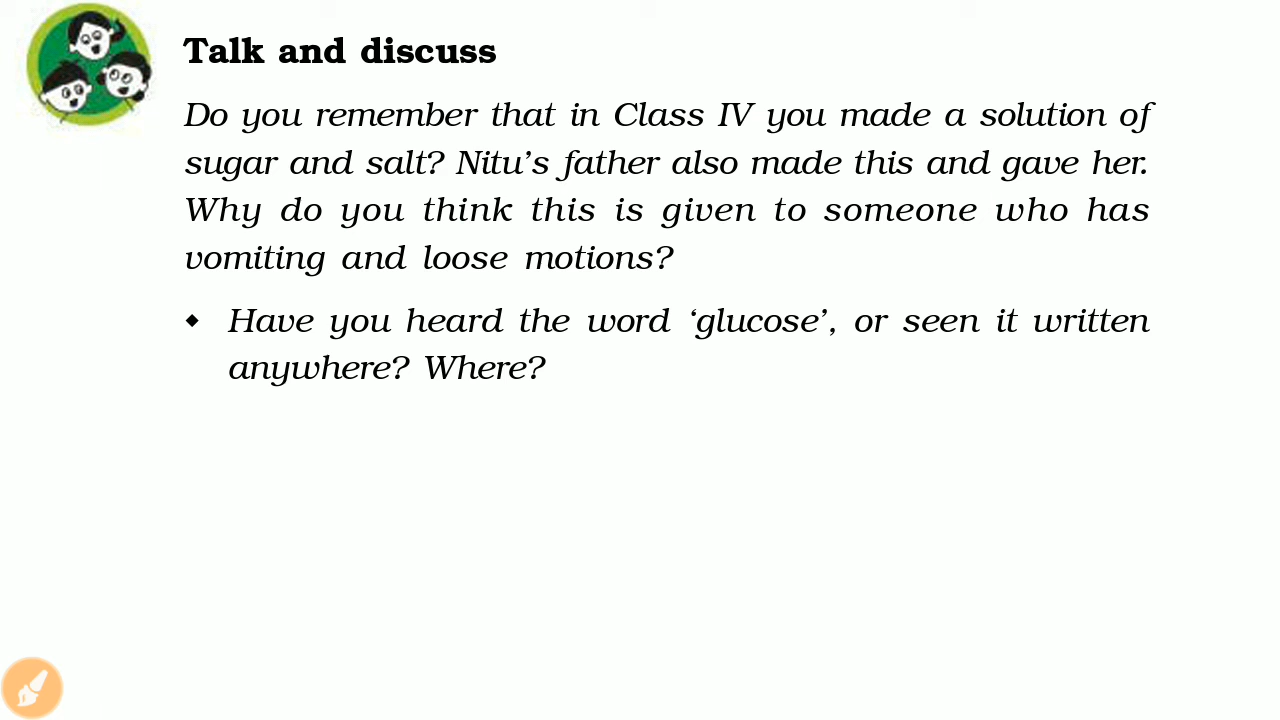 Talk and discuss
Do you remember that in Class IV you made a solution of
sugar and salt? Nitu’s father also made this and gave her.
Why do you think this is given to someone who has
vomiting and loose motions?
◆ Have you heard the word ‘glucose’, or seen it written
anywhere? Where?